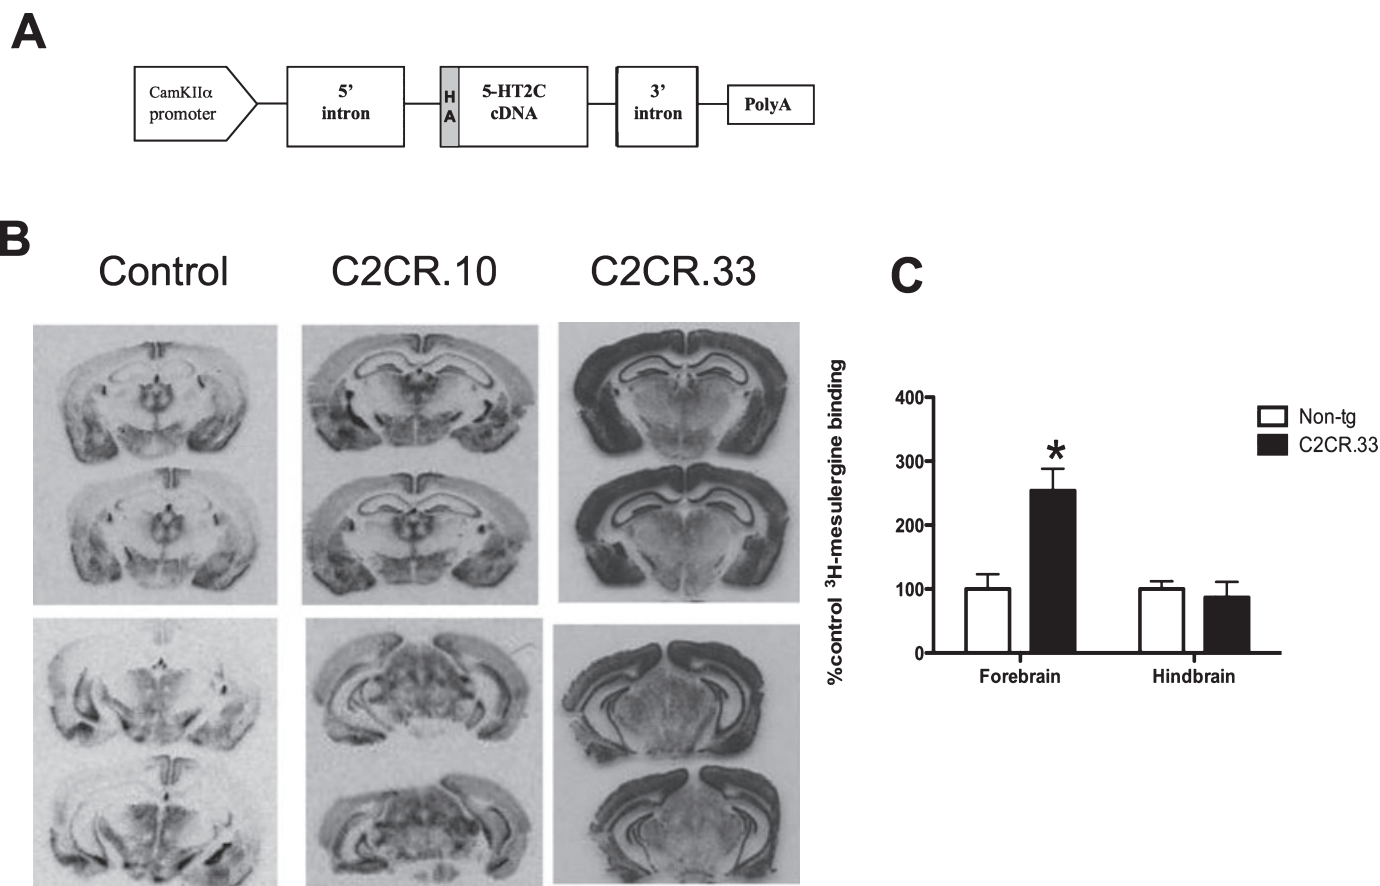 A
CamKIIα
promoter
5’
intron
H
A
5-HT2C
cDNA
3’
intron
PolyA
B
Control
C2CR.10
C2CR.33
C
%control ³H-mesulergine binding
400
300
200
100
0
*
Non-tg
C2CR.33
Forebrain
Hindbrain